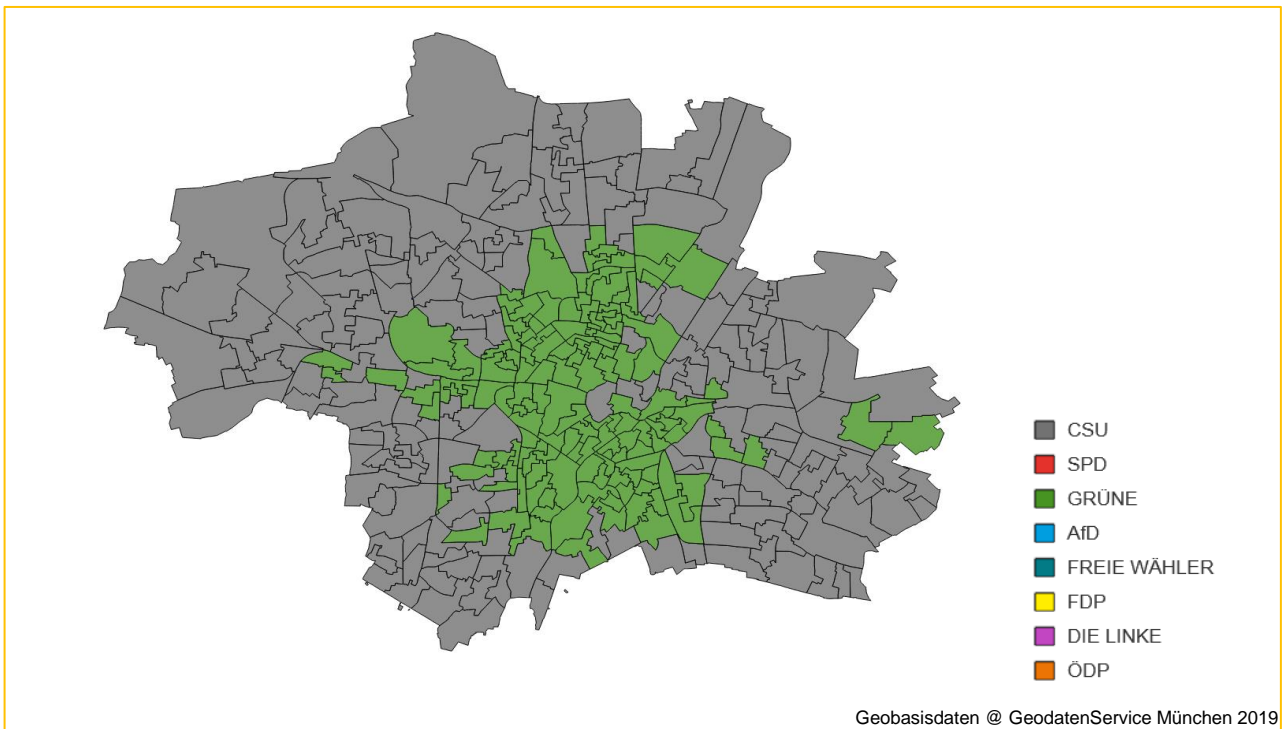 CSU
SPD
GRÜNE
AfD
FREIE WÄHLER
FDP
DIE LINKE
ÖDP
Geobasisdaten @ GeodatenService München 2019